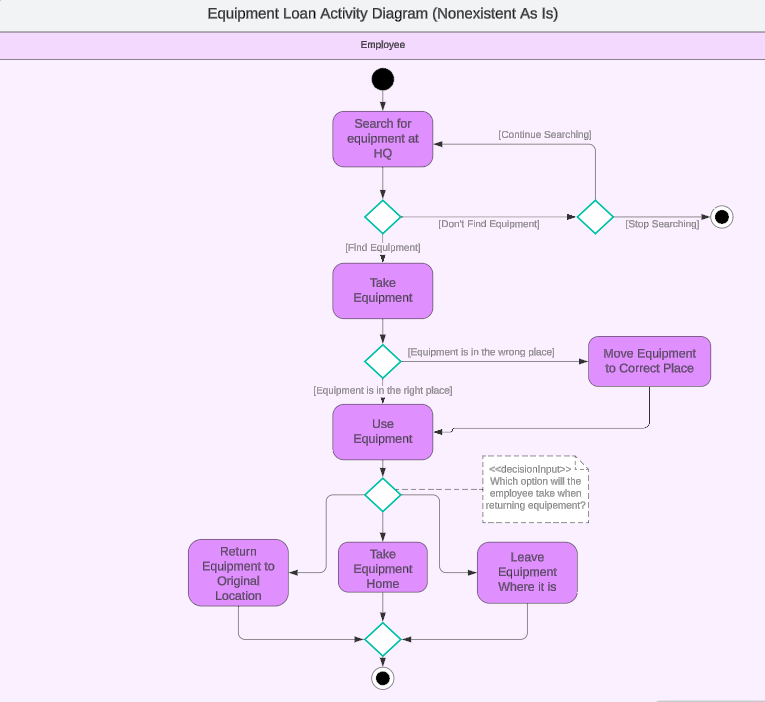 Equipment Loan Activity Diagram (Nonexistent As Is)
Employee
Search for
equipment at
HQ
[Continue Searching]
[Don't Find Equipment]
[Stop Searching]
[Find Equipment]
Take
Equipment
[Equipment is in the wrong place]
Move Equipment
to Correct Place
[Equipment is in the right place]
Use
Equipment
<<decisionInput>>
Which option will the
employee take when
returning equipement?
Return
Equipment to
Original
Location
Take
Equipment
Home
Leave
Equipment
Where it is